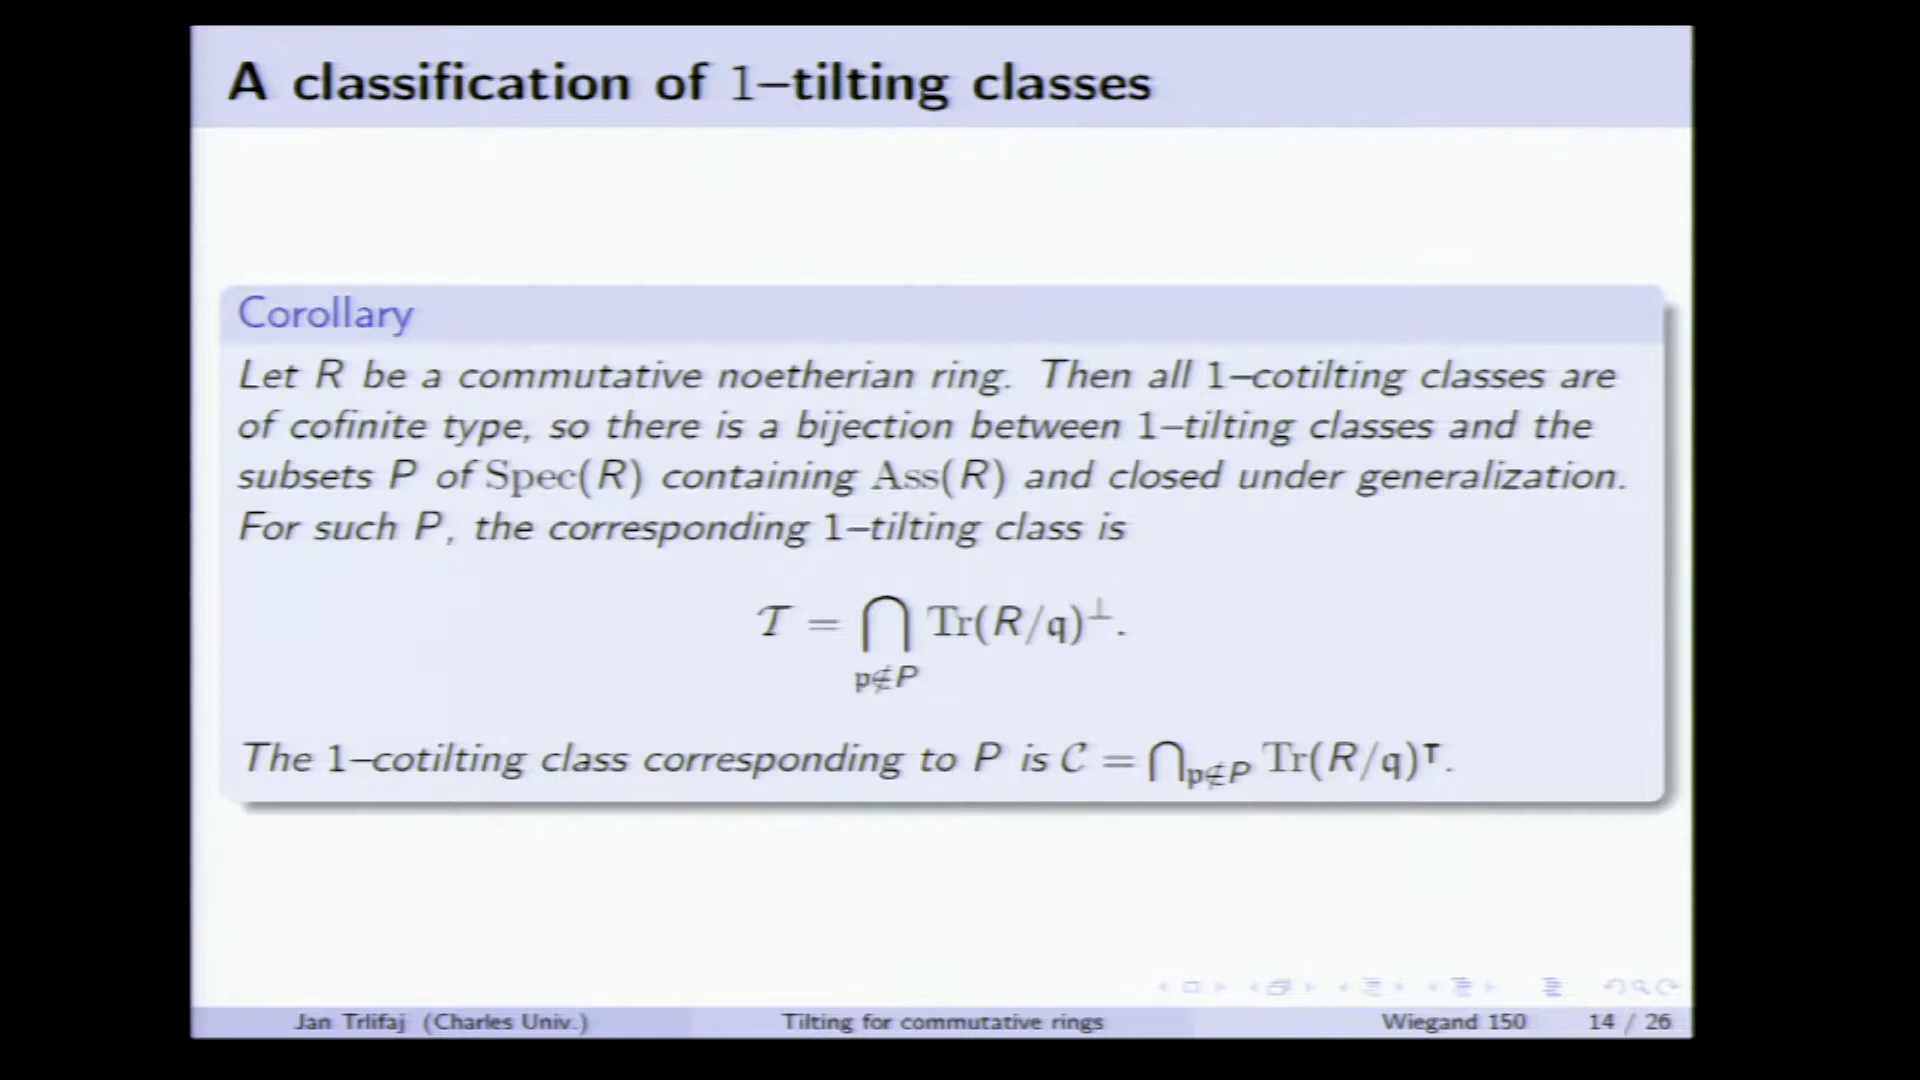 A classification of 1–tilting classes
Corollary
Let R be a commutative noetherian ring. Then all 1–cotilting classes are
of cofinite type, so there is a bijection between 1–tilting classes and the
subsets P of Spec(R) containing Ass(R) and closed under generalization.
For such P, the corresponding 1–tilting class is
𝒯 = ⋂ Tr(R/𝔮)^⊥.
𝔭∉P
The 1–cotilting class corresponding to P is 𝒞 = ⋂_{𝔭∉P} Tr(R/𝔮)^⊺.
Jan Trlifaj (Charles Univ.) Tilting for commutative rings Wiegand 150 14 / 26